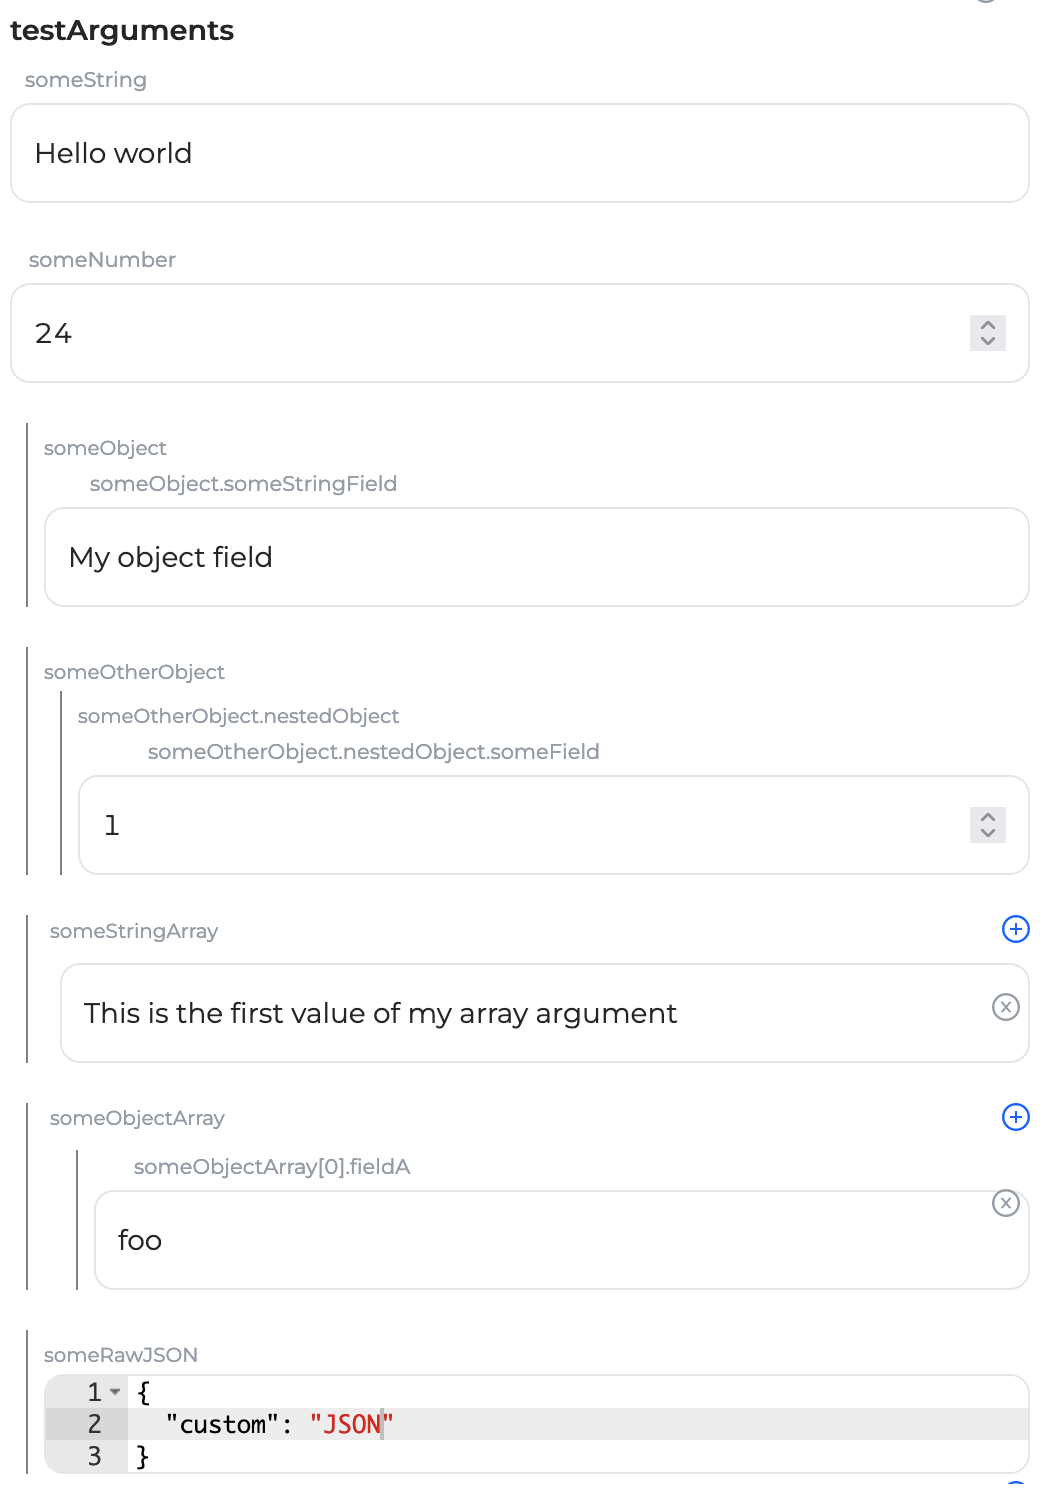 testArguments
someString
Hello world
someNumber
24
someObject
someObject.someStringField
My object field
someOtherObject
someOtherObject.nestedObject
someOtherObject.nestedObject.someField
1
someStringArray
This is the first value of my array argument
someObjectArray
someObjectArray[0].fieldA
foo
someRawJSON
1 {
2 "custom": "JSON"
3 }